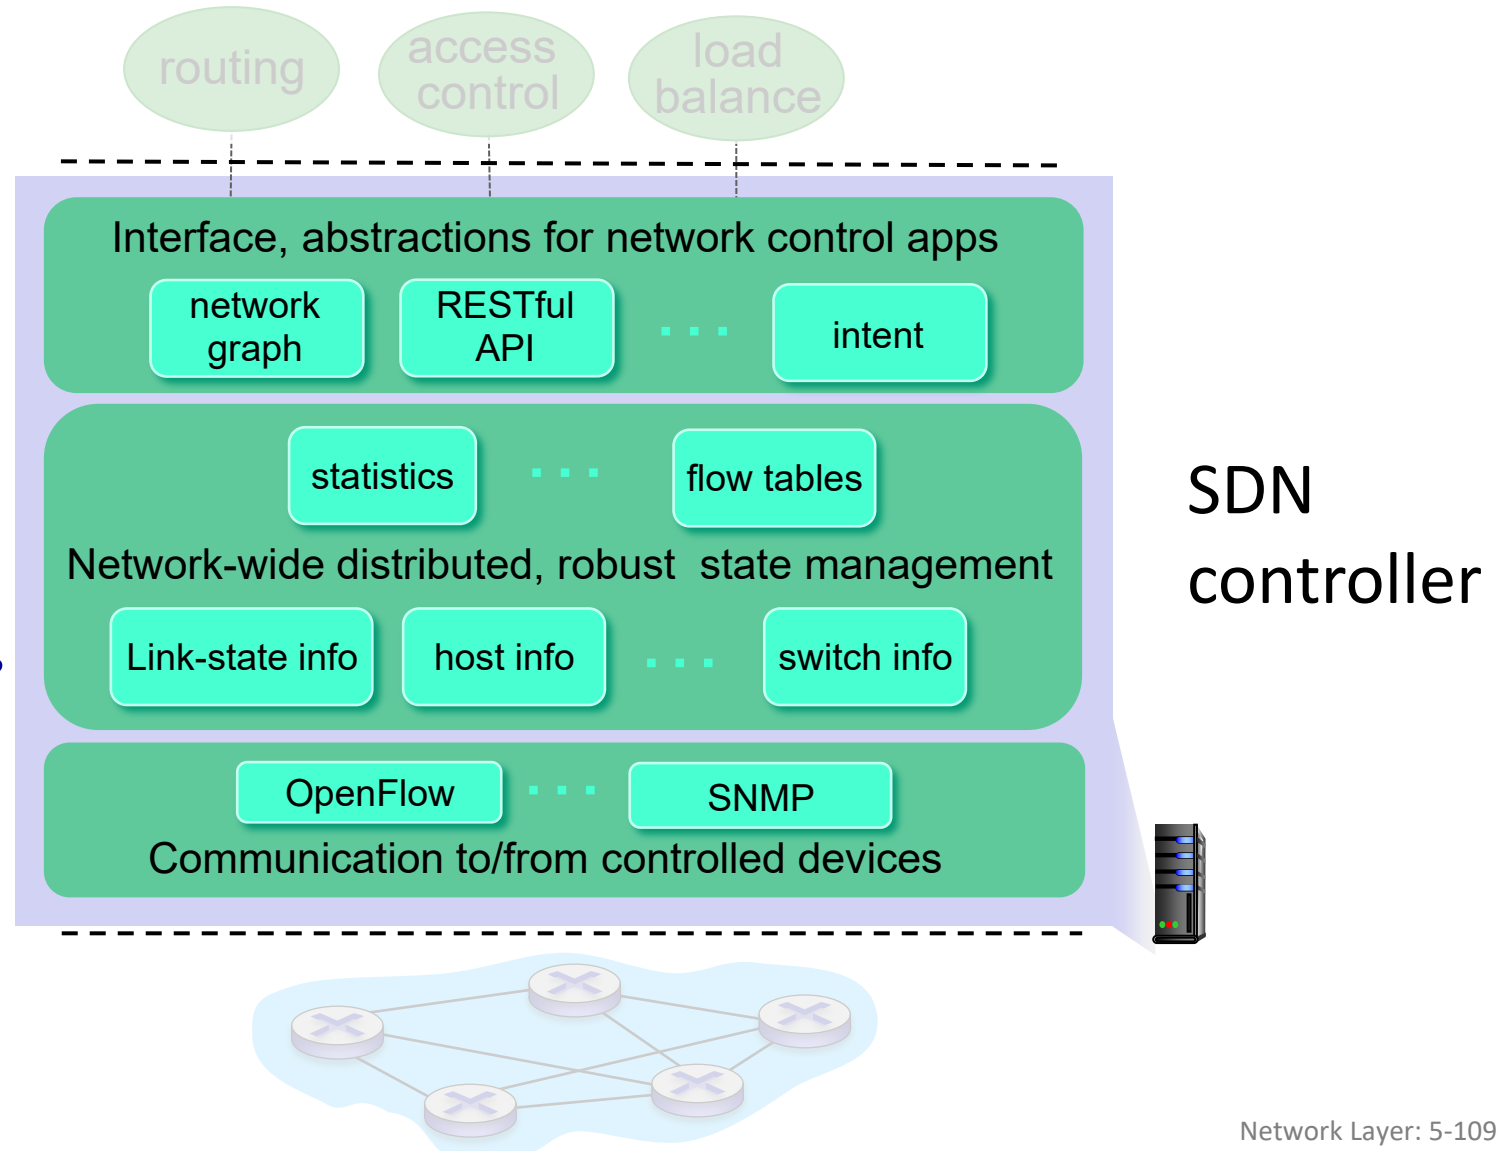 routing
access
control
load
balance
Interface, abstractions for network control apps
network
graph
RESTful
API
intent
statistics
flow tables
Network-wide distributed, robust  state management
Link-state info
host info
switch info
OpenFlow
SNMP
Communication to/from controlled devices
SDN
controller
Network Layer: 5-109